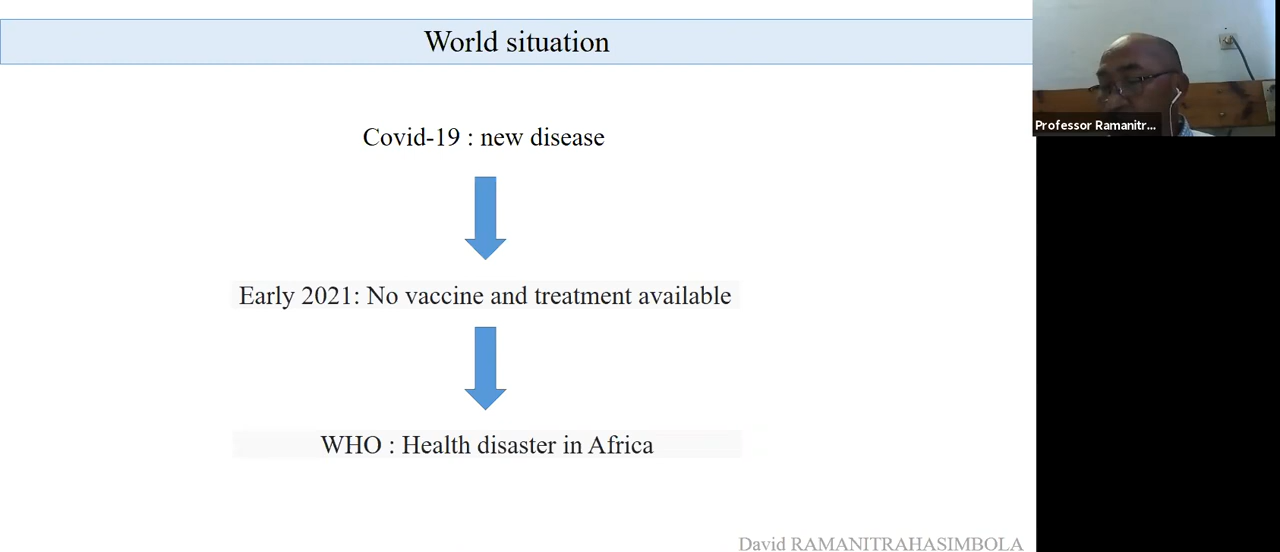 World situation
Covid-19 : new disease
Early 2021: No vaccine and treatment available
WHO : Health disaster in Africa
David RAMANITRAHASIMBOLA
Professor Ramanitr...